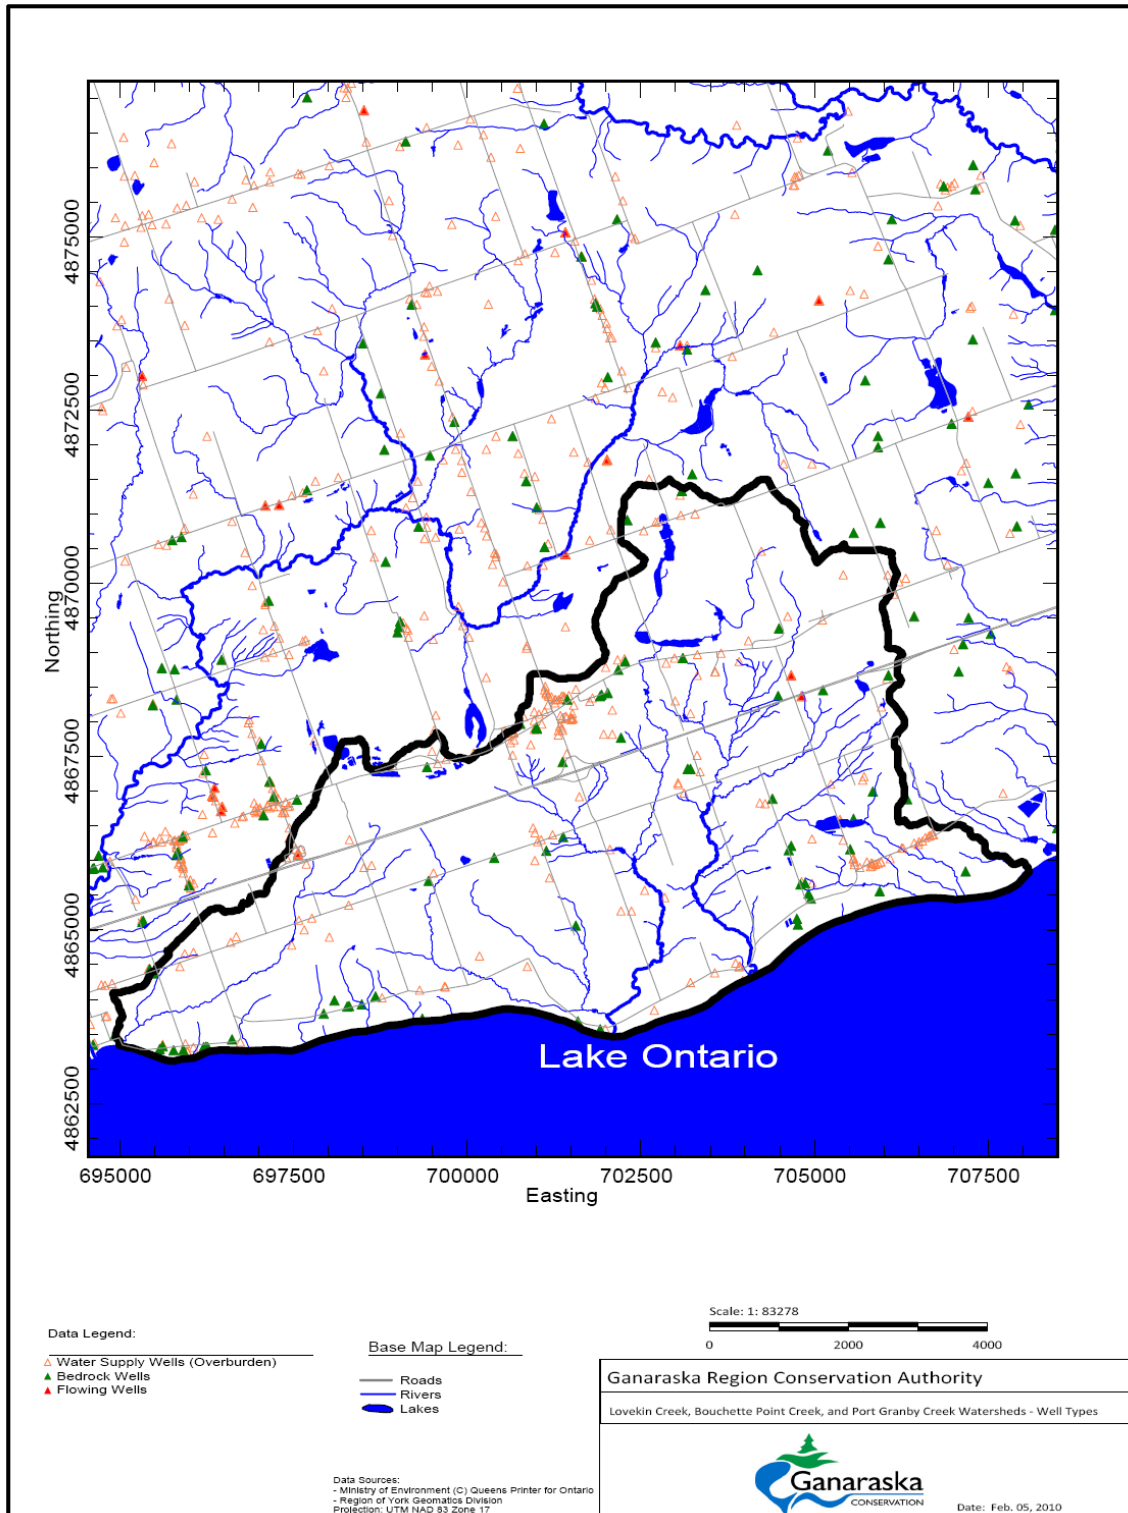 4875000
4872500
4870000
Northing
4867500
4865000
4862500
Lake Ontario
695000 697500 700000 702500 705000 707500
Easting
Scale: 1: 83278
0 2000 4000
Data Legend:
Water Supply Wells (Overburden)
Bedrock Wells
Flowing Wells
Base Map Legend:
Roads
Rivers
Lakes
Ganaraska Region Conservation Authority
Lovekin Creek, Bouchette Point Creek, and Port Granby Creek Watersheds - Well Types
Ganaraska
CONSERVATION
Date: Feb. 05, 2010
Data Sources:
- Ministry of Environment (C) Queens Printer for Ontario
- Region of York Geomatics Division
Projection: UTM NAD 83 Zone 17